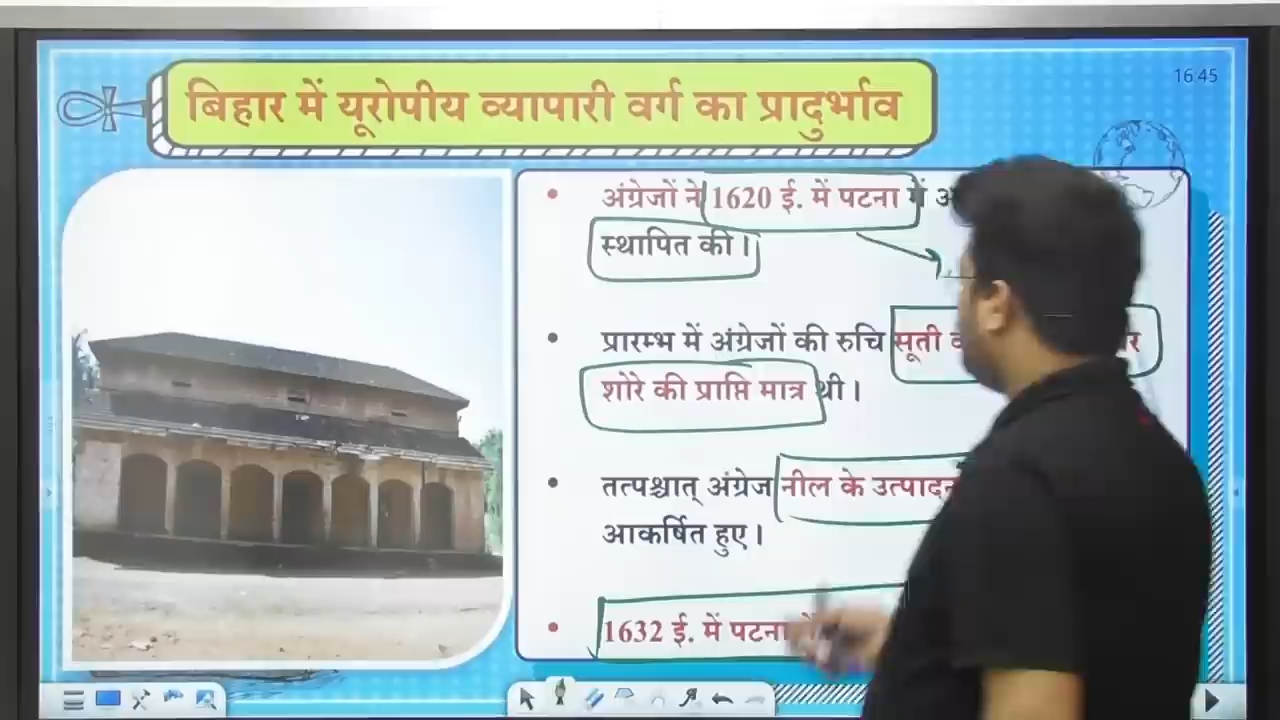 16:45
बिहार में यूरोपीय व्यापारी वर्ग का प्रादुर्भाव
• अंग्रेजों ने 1620 ई. में पटना में
स्थापित की।
• प्रारम्भ में अंग्रेजों की रुचि सूती
शोरे की प्राप्ति मात्र थी।
• तत्पश्चात् अंग्रेज नील के उत्पादन
आकर्षित हुए।
• 1632 ई. में पटना